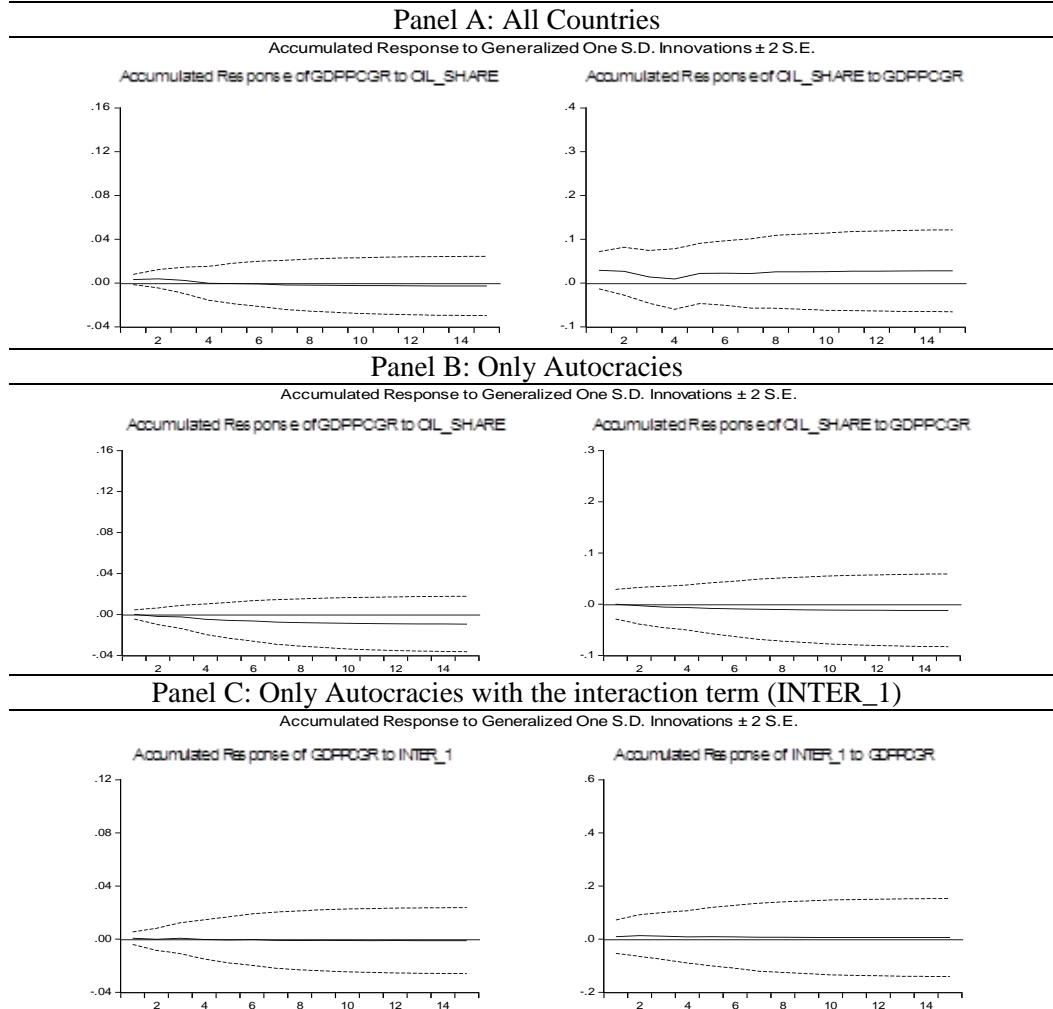 Panel A: All Countries
Accumulated Response to Generalized One S.D. Innovations ± 2 S.E.
Accumulated Response of GDPPCGR to OIL_SHARE
Accumulated Response of OIL_SHARE to GDPPCGR
.16
.12
.08
.04
.00
-.04
2 4 6 8 10 12 14
.4
.3
.2
.1
.0
-.1
2 4 6 8 10 12 14
Panel B: Only Autocracies
Accumulated Response to Generalized One S.D. Innovations ± 2 S.E.
Accumulated Response of GDPPCGR to OIL_SHARE
Accumulated Response of OIL_SHARE to GDPPCGR
.16
.12
.08
.04
.00
-.04
2 4 6 8 10 12 14
.3
.2
.1
.0
-.1
2 4 6 8 10 12 14
Panel C: Only Autocracies with the interaction term (INTER_1)
Accumulated Response to Generalized One S.D. Innovations ± 2 S.E.
Accumulated Response of GDPPCGR to INTER_1
Accumulated Response of INTER_1 to GDPPCGR
.12
.08
.04
.00
-.04
2 4 6 8 10 12 14
.6
.4
.2
.0
-.2
2 4 6 8 10 12 14